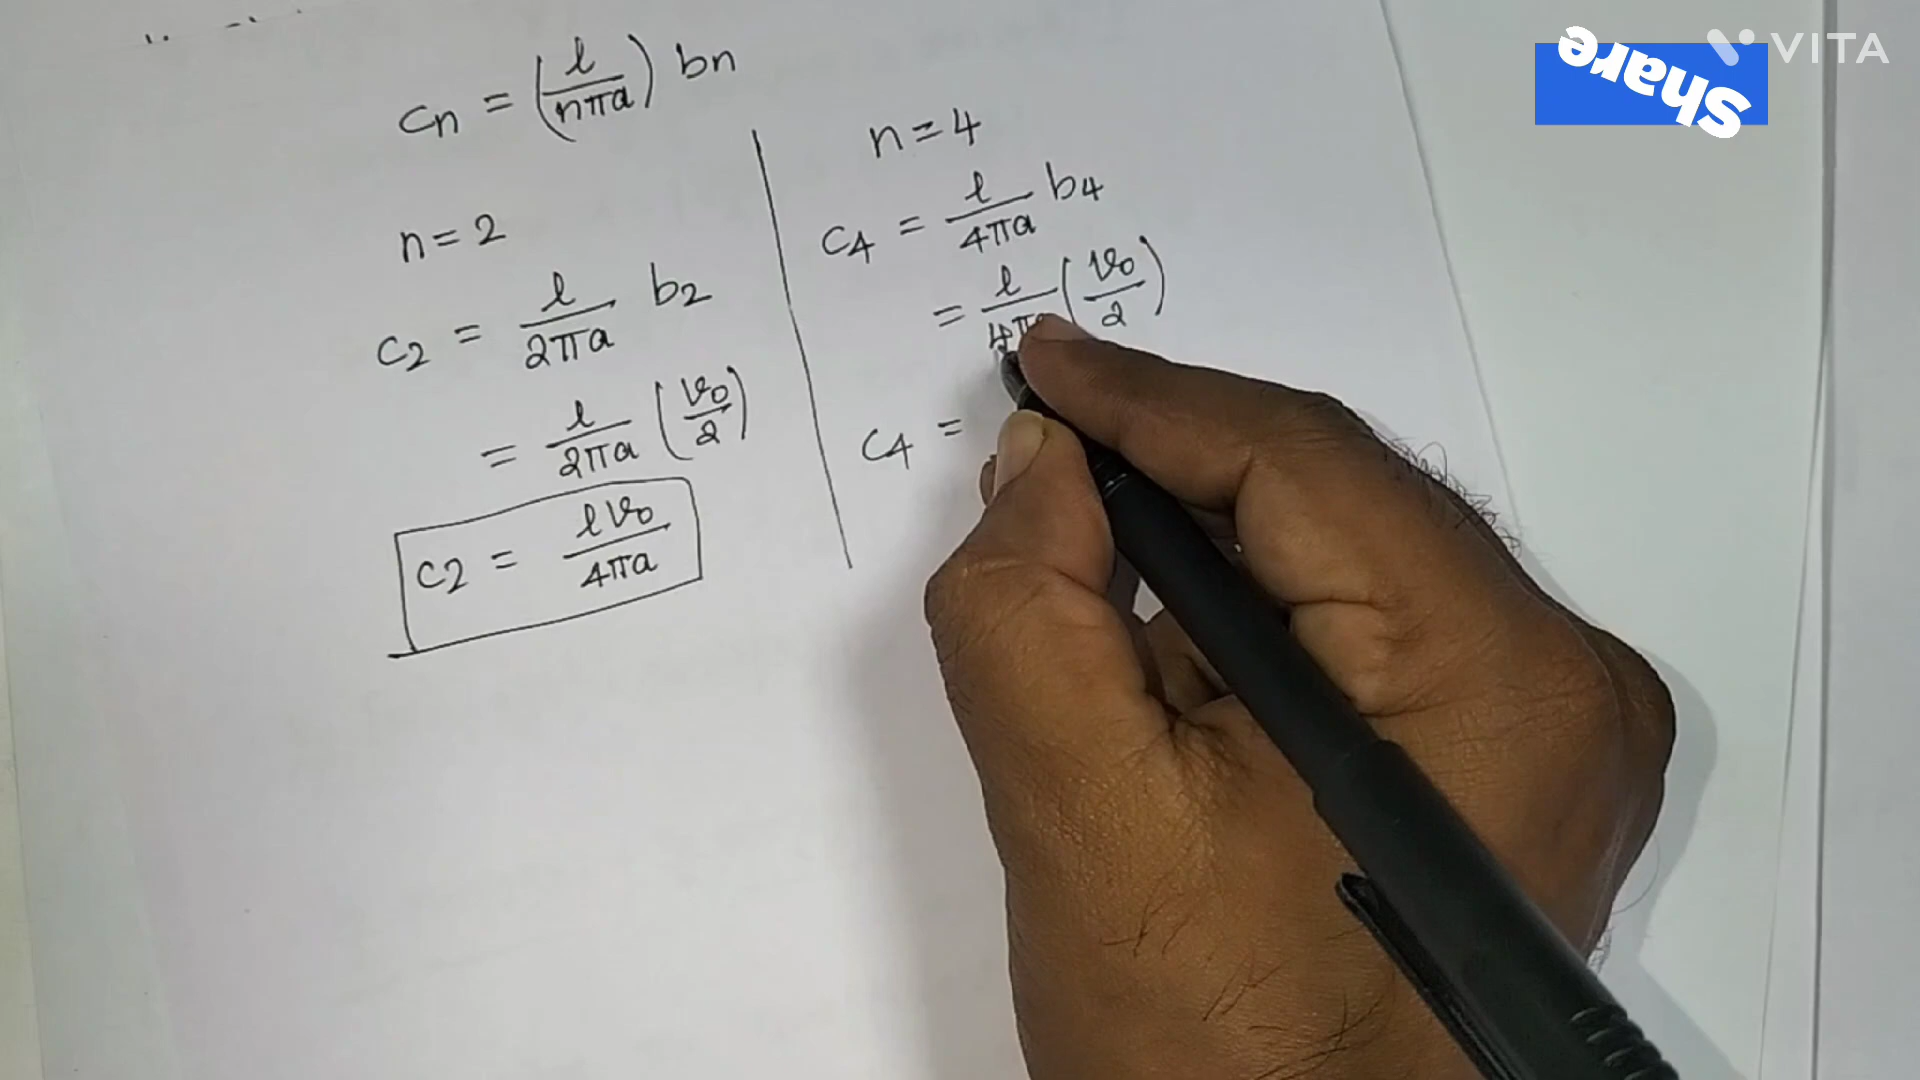 cn = (l/nπa) bn
n = 2
c2 = l/2πa b2
= l/2πa (v0/2)
c2 = lv0/4πa
n = 4
c4 = l/4πa b4
= l/4πa (v0/2)
c4 =
share
VITA